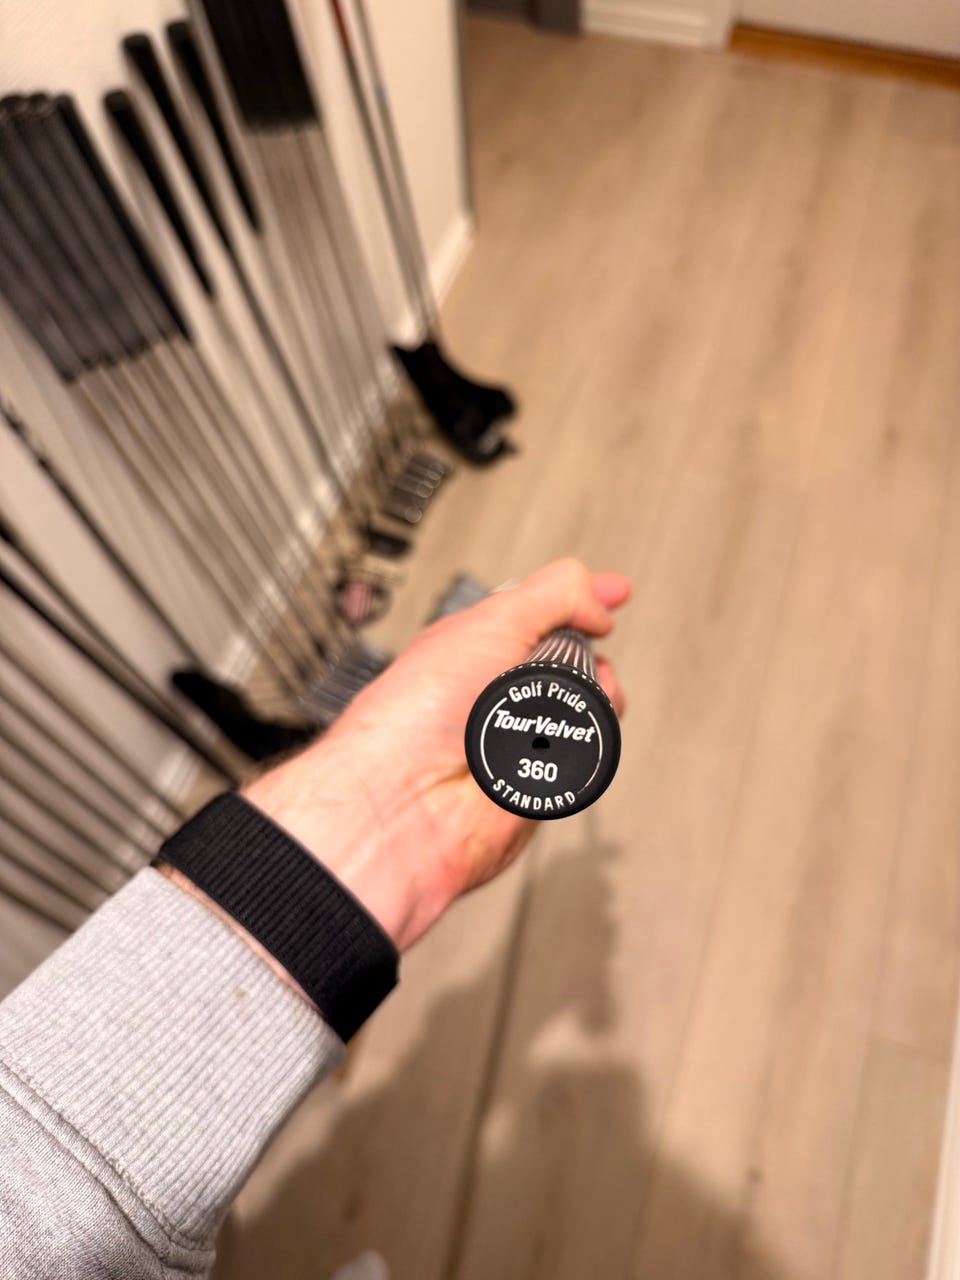 Golf Pride
TourVelvet
360
STANDARD